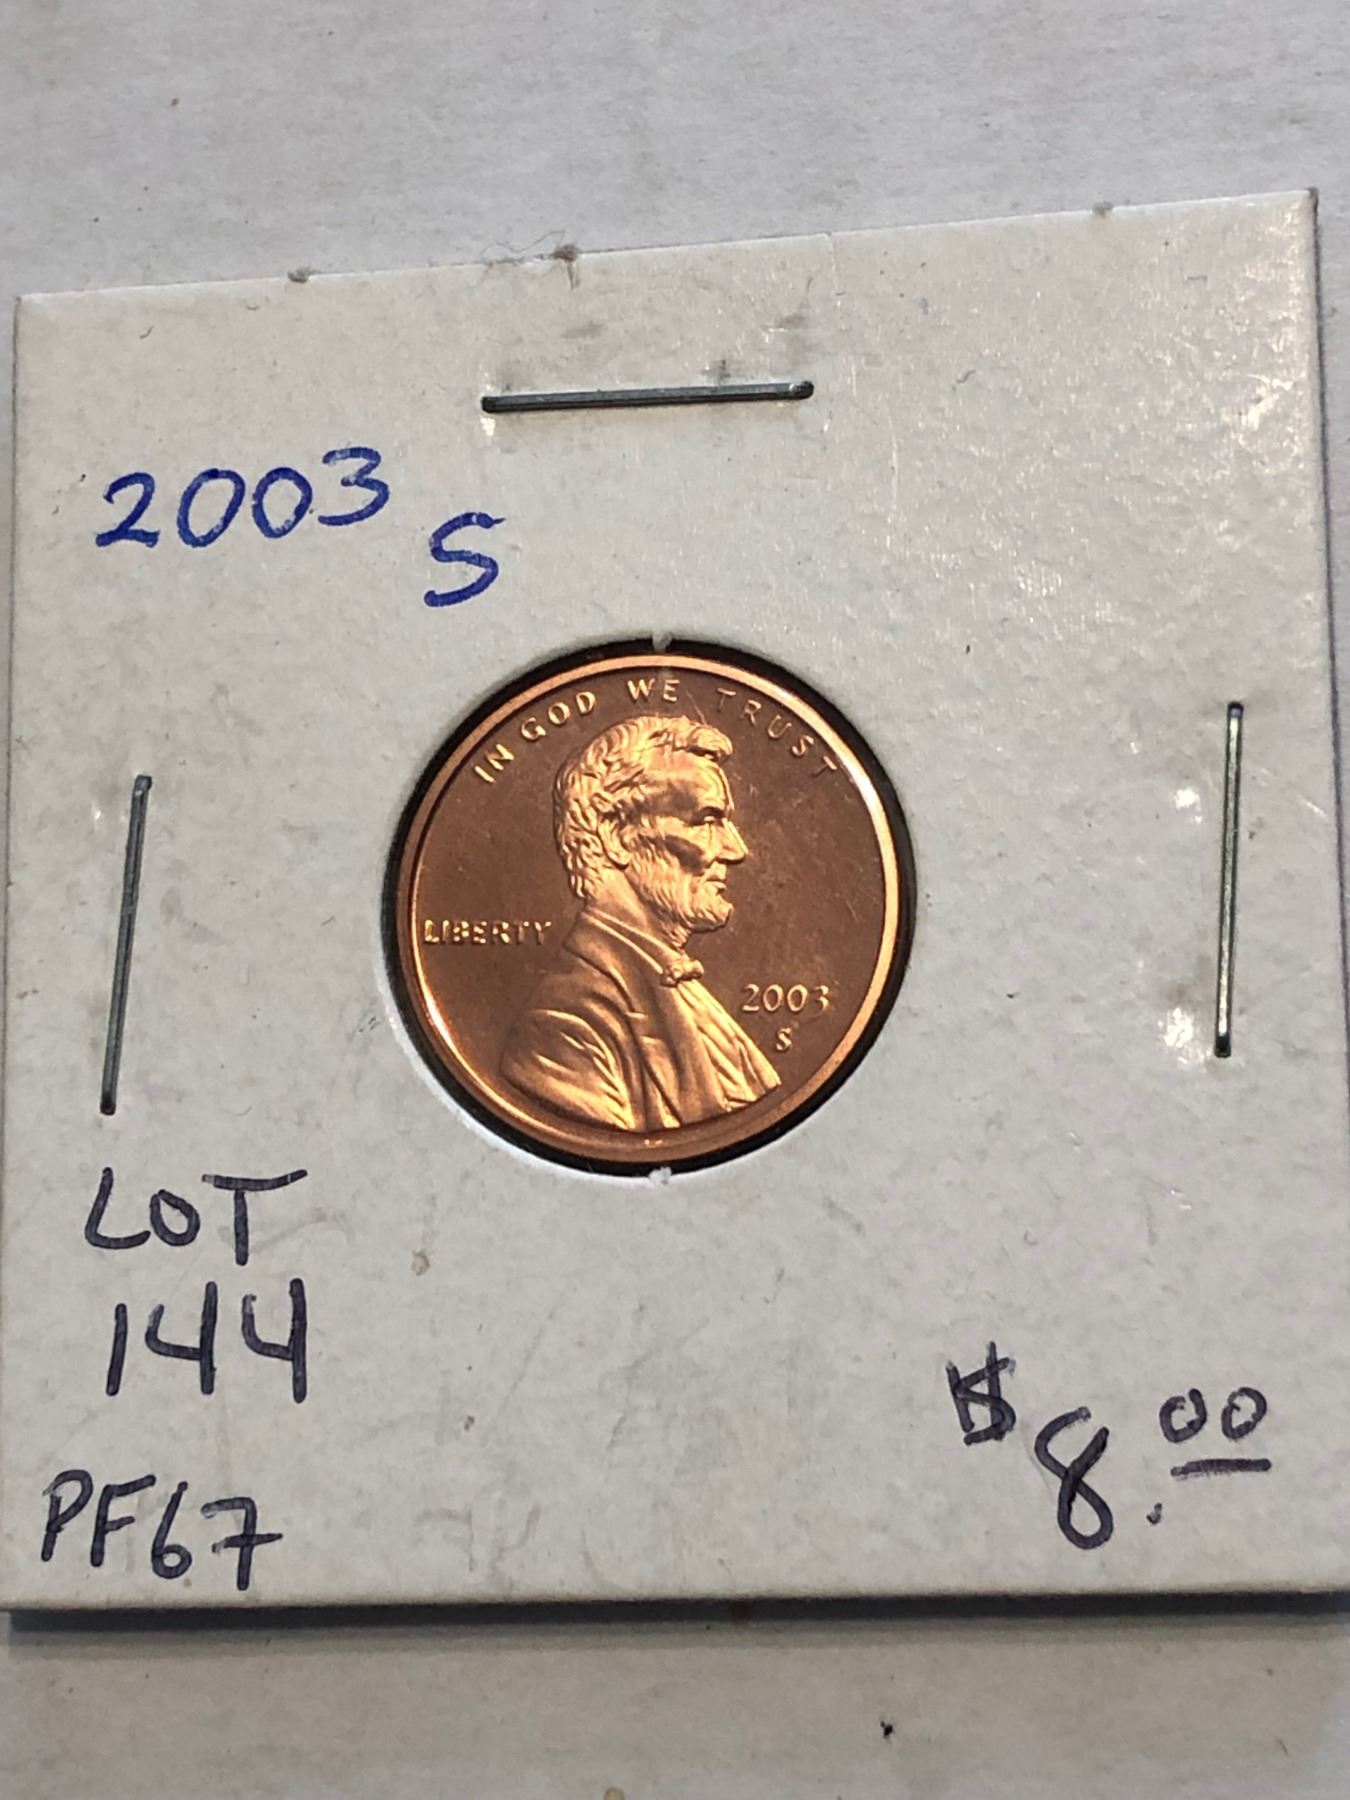 2003
S
IN GOD WE TRUST
LIBERTY
2003
S
LOT
144
PF67
$8.00